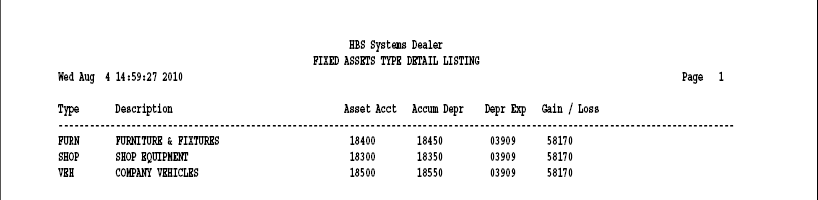 HBS Systems Dealer
FIXED ASSETS TYPE DETAIL LISTING
Wed Aug  4 14:59:27 2010 Page  1
Type Description Asset Acct Accum Depr Depr Exp Gain / Loss
FURN FURNITURE & FIXTURES 18400 18450 03909 58170
SHOP SHOP EQUIPMENT 18300 18350 03909 58170
VEH COMPANY VEHICLES 18500 18550 03909 58170